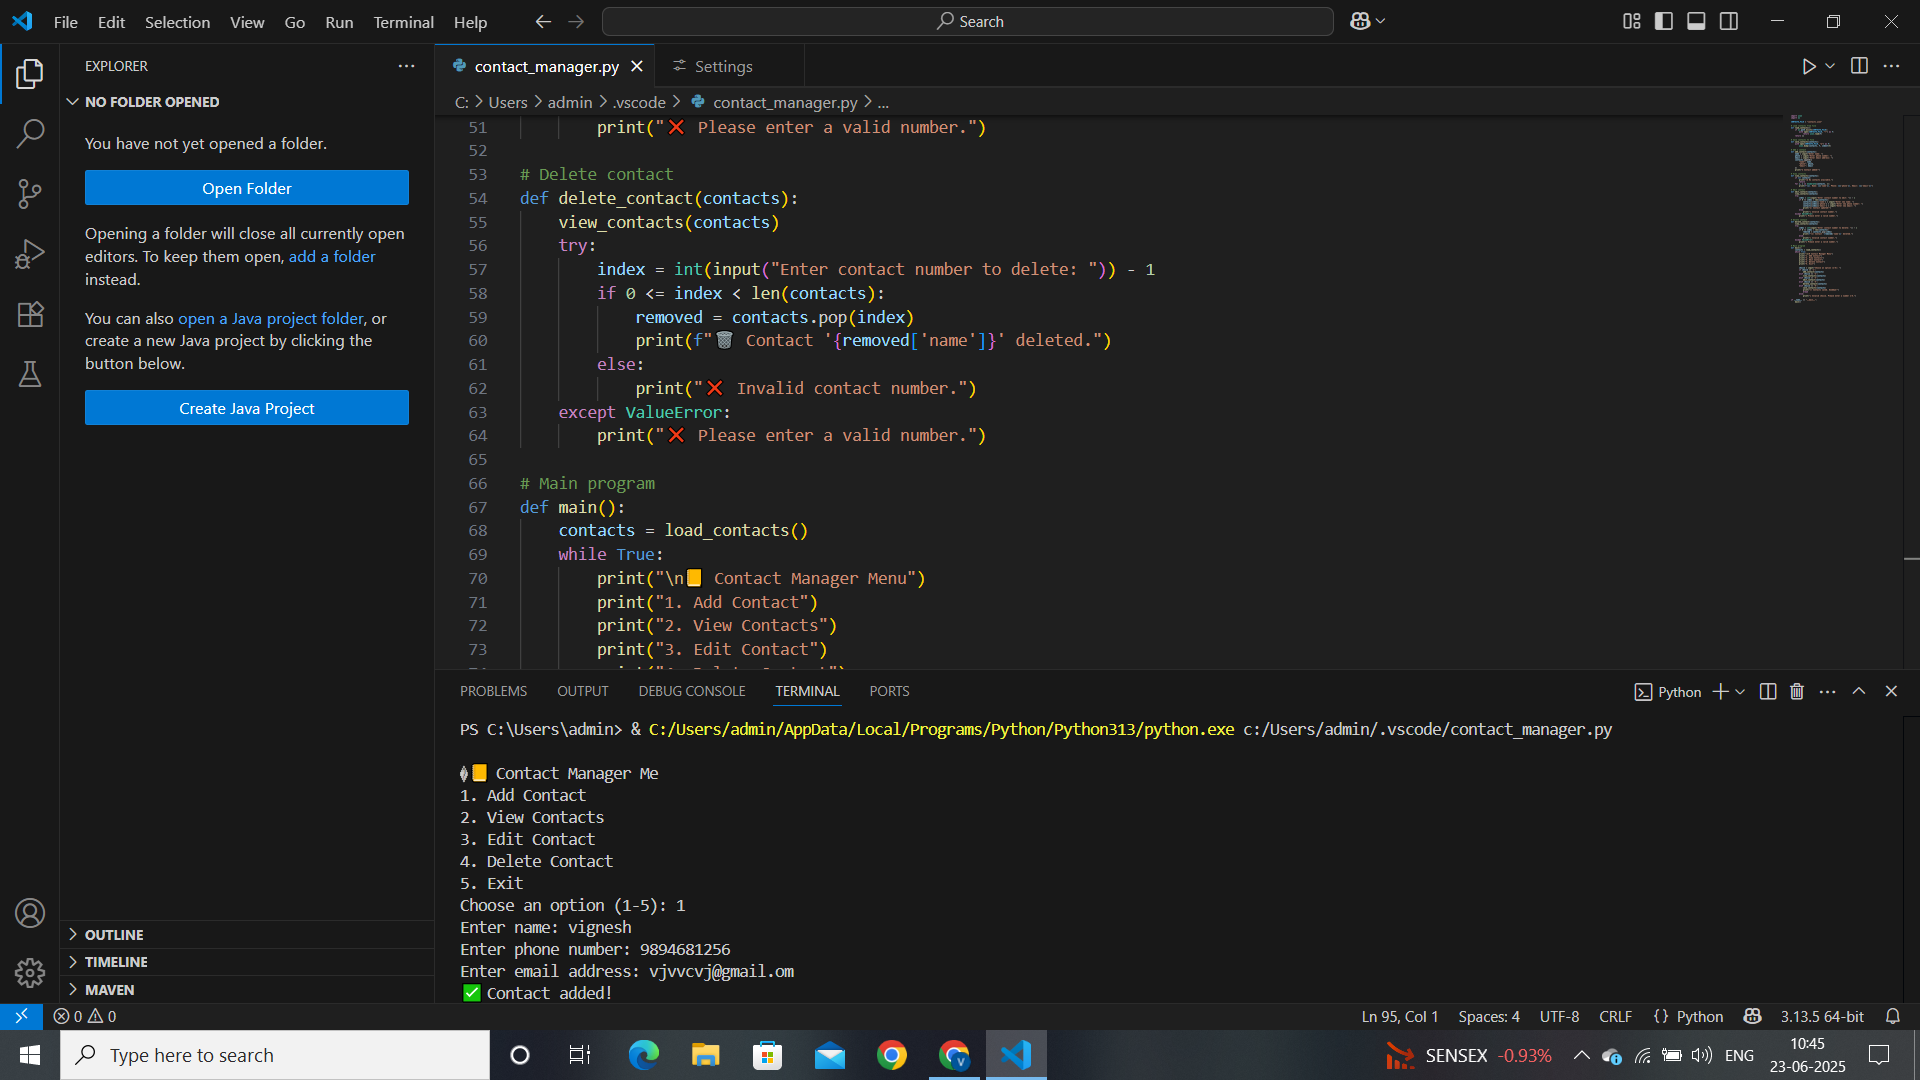 File Edit Selection View Go Run Terminal Help
Search
EXPLORER
NO FOLDER OPENED
You have not yet opened a folder.
Open Folder
Opening a folder will close all currently open
editors. To keep them open, add a folder
instead.
You can also open a Java project folder, or
create a new Java project by clicking the
button below.
Create Java Project
OUTLINE
TIMELINE
MAVEN
contact_manager.py
Settings
C: > Users > admin > .vscode > contact_manager.py > ...
51 print("❌ Please enter a valid number.")
52
53 # Delete contact
54 def delete_contact(contacts):
55 view_contacts(contacts)
56 try:
57 index = int(input("Enter contact number to delete: ")) - 1
58 if 0 <= index < len(contacts):
59 removed = contacts.pop(index)
60 print(f"🗑️ Contact '{removed['name']}' deleted.")
61 else:
62 print("❌ Invalid contact number.")
63 except ValueError:
64 print("❌ Please enter a valid number.")
65
66 # Main program
67 def main():
68 contacts = load_contacts()
69 while True:
70 print("\n📒 Contact Manager Menu")
71 print("1. Add Contact")
72 print("2. View Contacts")
73 print("3. Edit Contact")
PROBLEMS OUTPUT DEBUG CONSOLE TERMINAL PORTS
Python
PS C:\Users\admin> & C:/Users/admin/AppData/Local/Programs/Python/Python313/python.exe c:/Users/admin/.vscode/contact_manager.py
📒 Contact Manager Me
1. Add Contact
2. View Contacts
3. Edit Contact
4. Delete Contact
5. Exit
Choose an option (1-5): 1
Enter name: vignesh
Enter phone number: 9894681256
Enter email address: vjvvcvj@gmail.om
✅ Contact added!
0 0
Ln 95, Col 1 Spaces: 4 UTF-8 CRLF {} Python 3.13.5 64-bit
Type here to search
SENSEX -0.93%
ENG
10:45
23-06-2025